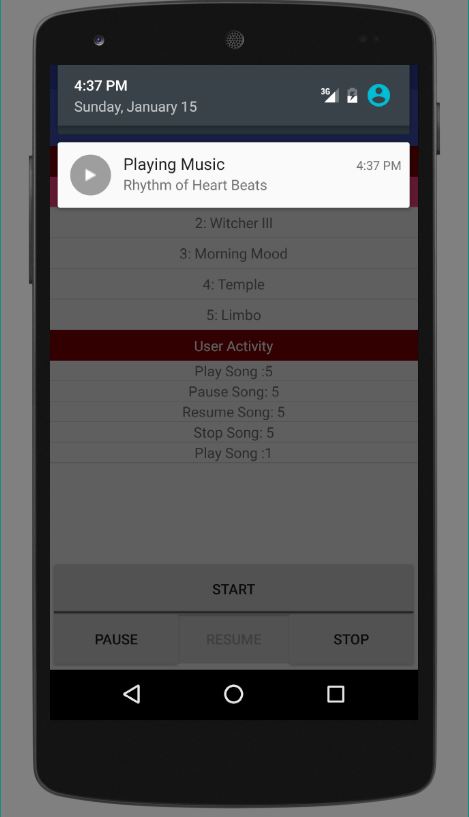 4:37 PM
Sunday, January 15
3G
Playing Music
4:37 PM
Rhythm of Heart Beats
2: Witcher III
3: Morning Mood
4: Temple
5: Limbo
User Activity
Play Song :5
Pause Song: 5
Resume Song: 5
Stop Song: 5
Play Song :1
START
PAUSE
RESUME
STOP